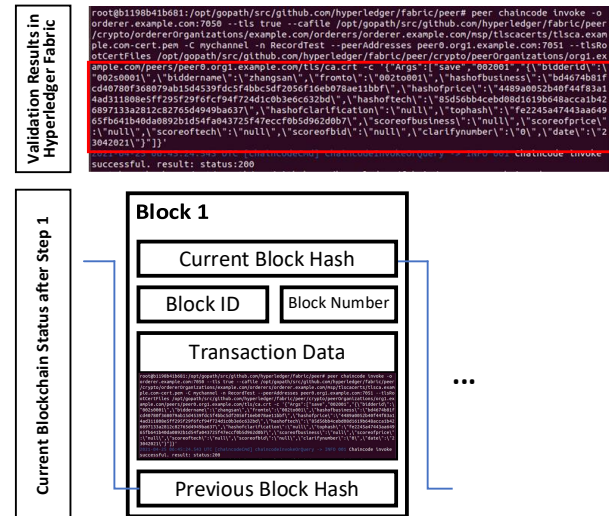 Validation Results in
Hyperledger Fabric
root@b1198b41b681:/opt/gopath/src/github.com/hyperledger/fabric/peer# peer chaincode invoke -o
orderer.example.com:7050 --tls true --cafile /opt/gopath/src/github.com/hyperledger/fabric/peer
/crypto/ordererOrganizations/example.com/orderers/orderer.example.com/msp/tlscacerts/tlsca.exam
ple.com-cert.pem -C mychannel -n RecordTest --peerAddresses peer0.org1.example.com:7051 --tlsRo
otCertFiles /opt/gopath/src/github.com/hyperledger/fabric/peer/crypto/peerOrganizations/org1.ex
ample.com/peers/peer0.org1.example.com/tls/ca.crt -c '{"Args":["save","002001","{\"bidderid\":\
"002s0001\",\"biddername\":\"zhangsan\",\"fromto\":\"002to001\",\"hashofbusiness\":\"bd4674b81f
cd40780f368079ab15d4539fdc5f4bbc5df2056f16eb078ae11bbf\",\"hashofprice\":\"4489a0052b40f44f83a1
4ad311808e5ff295f29f6fcf94f724d1c0b3e6c632bd\",\"hashoftech\":\"85d56bb4cebd08d1619b648acca1b42
6897133a2812c82765d4949ba637\",\"hashofclarification\":\"null\",\"tophash\":\"fe2245a47443aa649
65fb641b40da0892b1d54fa043725f47eccf0b5d962d0b7\",\"scoreofbusiness\":\"null\",\"scoreofprice\"
:\"null\",\"scoreoftech\":\"null\",\"scoreofbid\":\"null\",\"clarifynumber\":\"0\",\"date\":\"2
3042021\"}"]}'
Chaincode invoke
successful. result: status:200
Current Blockchain Status after Step 1
Block 1
Current Block Hash
Block ID
Block Number
Transaction Data
Previous Block Hash
...